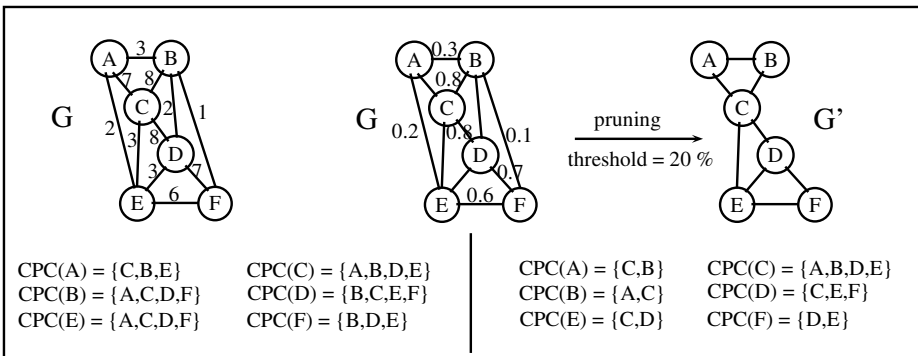 A 3 B
7 8
G C 2 1
2 3 8
D
3 7
E 6 F
A 0.3 B
0.8
G C
0.2 0.8 0.1
D
0.7
E 0.6 F
pruning
threshold = 20 %
A B
C G’
D
E F
CPC(A) = {C,B,E} CPC(C) = {A,B,D,E}
CPC(B) = {A,C,D,F} CPC(D) = {B,C,E,F}
CPC(E) = {A,C,D,F} CPC(F) = {B,D,E}
CPC(A) = {C,B} CPC(C) = {A,B,D,E}
CPC(B) = {A,C} CPC(D) = {C,E,F}
CPC(E) = {C,D} CPC(F) = {D,E}